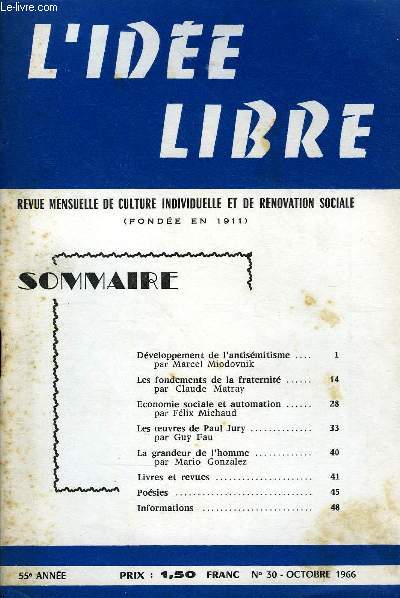 Le-livre.com
L'IDÉE
LIBRE
REVUE MENSUELLE DE CULTURE INDIVIDUELLE ET DE RENOVATION SOCIALE
(FONDÉE EN 1911)
SOMMAIRE
Développement de l'antisémitisme .... 1
par Marcel Miodovnik
Les fondements de la fraternité ...... 14
par Claude Matray
Economie sociale et automation ...... 28
par Félix Michaud
Les œuvres de Paul Jury .............. 33
par Guy Fau
La grandeur de l'homme ............. 40
par Mario Gonzalez
Livres et revues ...................... 41
Poésies ............................... 45
Informations ......................... 48
55e ANNÉE PRIX : 1,50 FRANC N° 30 - OCTOBRE 1966